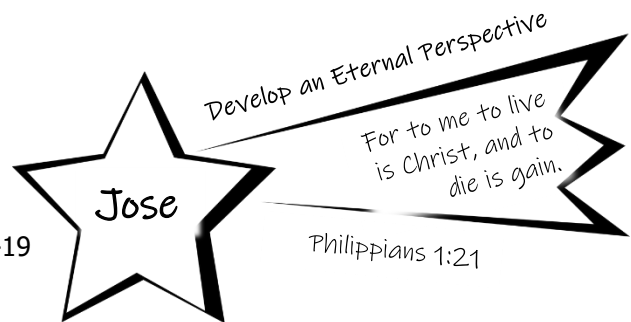 Develop an Eternal Perspective
For to me to live
is Christ, and to
die is gain.
Jose
-19
Philippians 1:21